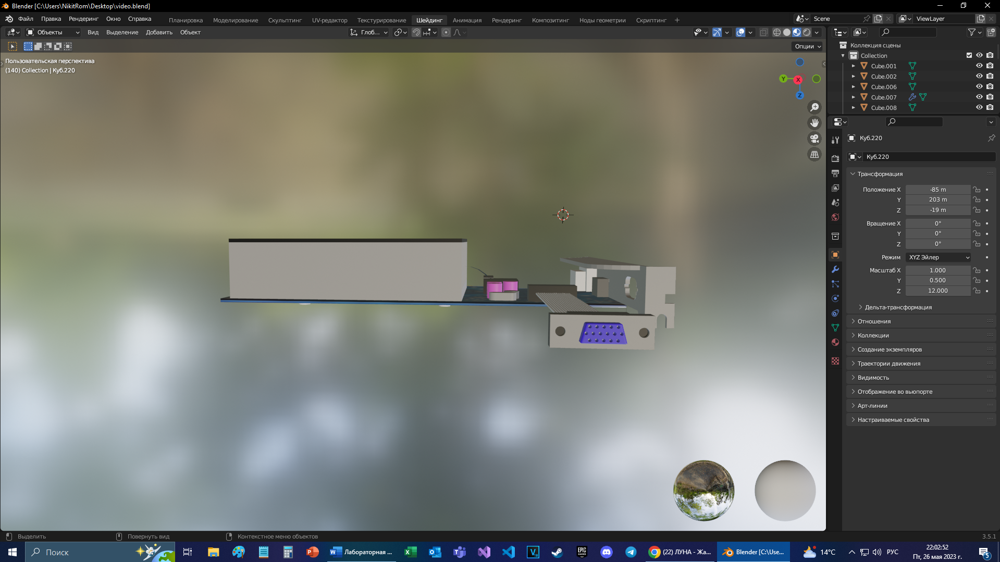 Blender [C:\Users\NikitRom\Desktop\video.blend]
Файл Правка Рендеринг Окно Справка Планировка Моделирование Скульптинг UV-редактор Текстурирование Шейдинг Анимация Рендеринг Композитинг Ноды геометрии Скриптинг + Scene ViewLayer
Объекты Вид Выделение Добавить Объект Глоб...
Опции
Пользовательская перспектива
(140) Collection | Куб.220
Y X
Z
Коллекция сцены
Collection
Cube.001
Cube.002
Cube.006
Cube.007
Cube.008
Куб.220
Куб.220
Трансформация
Положение X -85 m
Y 203 m
Z -19 m
Вращение X 0°
Y 0°
Z 0°
Режим XYZ Эйлер
Масштаб X 1.000
Y 0.500
Z 12.000
Дельта-трансформация
Отношения
Коллекции
Создание экземпляров
Траектории движения
Видимость
Отображение во вьюпорте
Арт-линии
Настраиваемые свойства
Выделить Повернуть вид Контекстное меню объектов 3.5.1
Поиск Лабораторная ... (22) ЛУНА - Жа... Blender [C:\Use... 14°C РУС
22:02:52
Пт, 26 мая 2023 г.
5